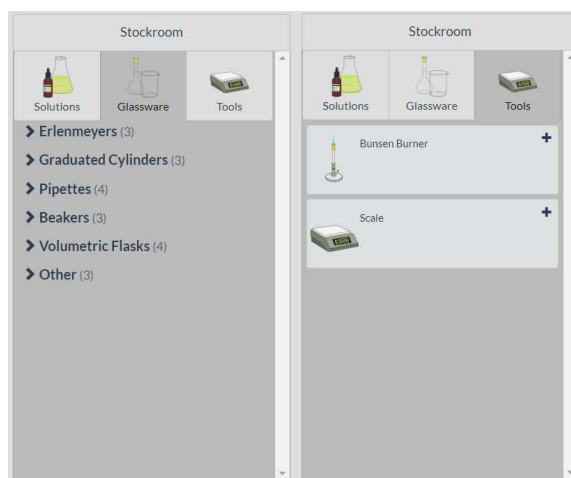 Stockroom
Solutions
Glassware
Tools
Erlenmeyers (3)
Graduated Cylinders (3)
Pipettes (4)
Beakers (3)
Volumetric Flasks (4)
Other (3)
Stockroom
Solutions
Glassware
Tools
Bunsen Burner
Scale